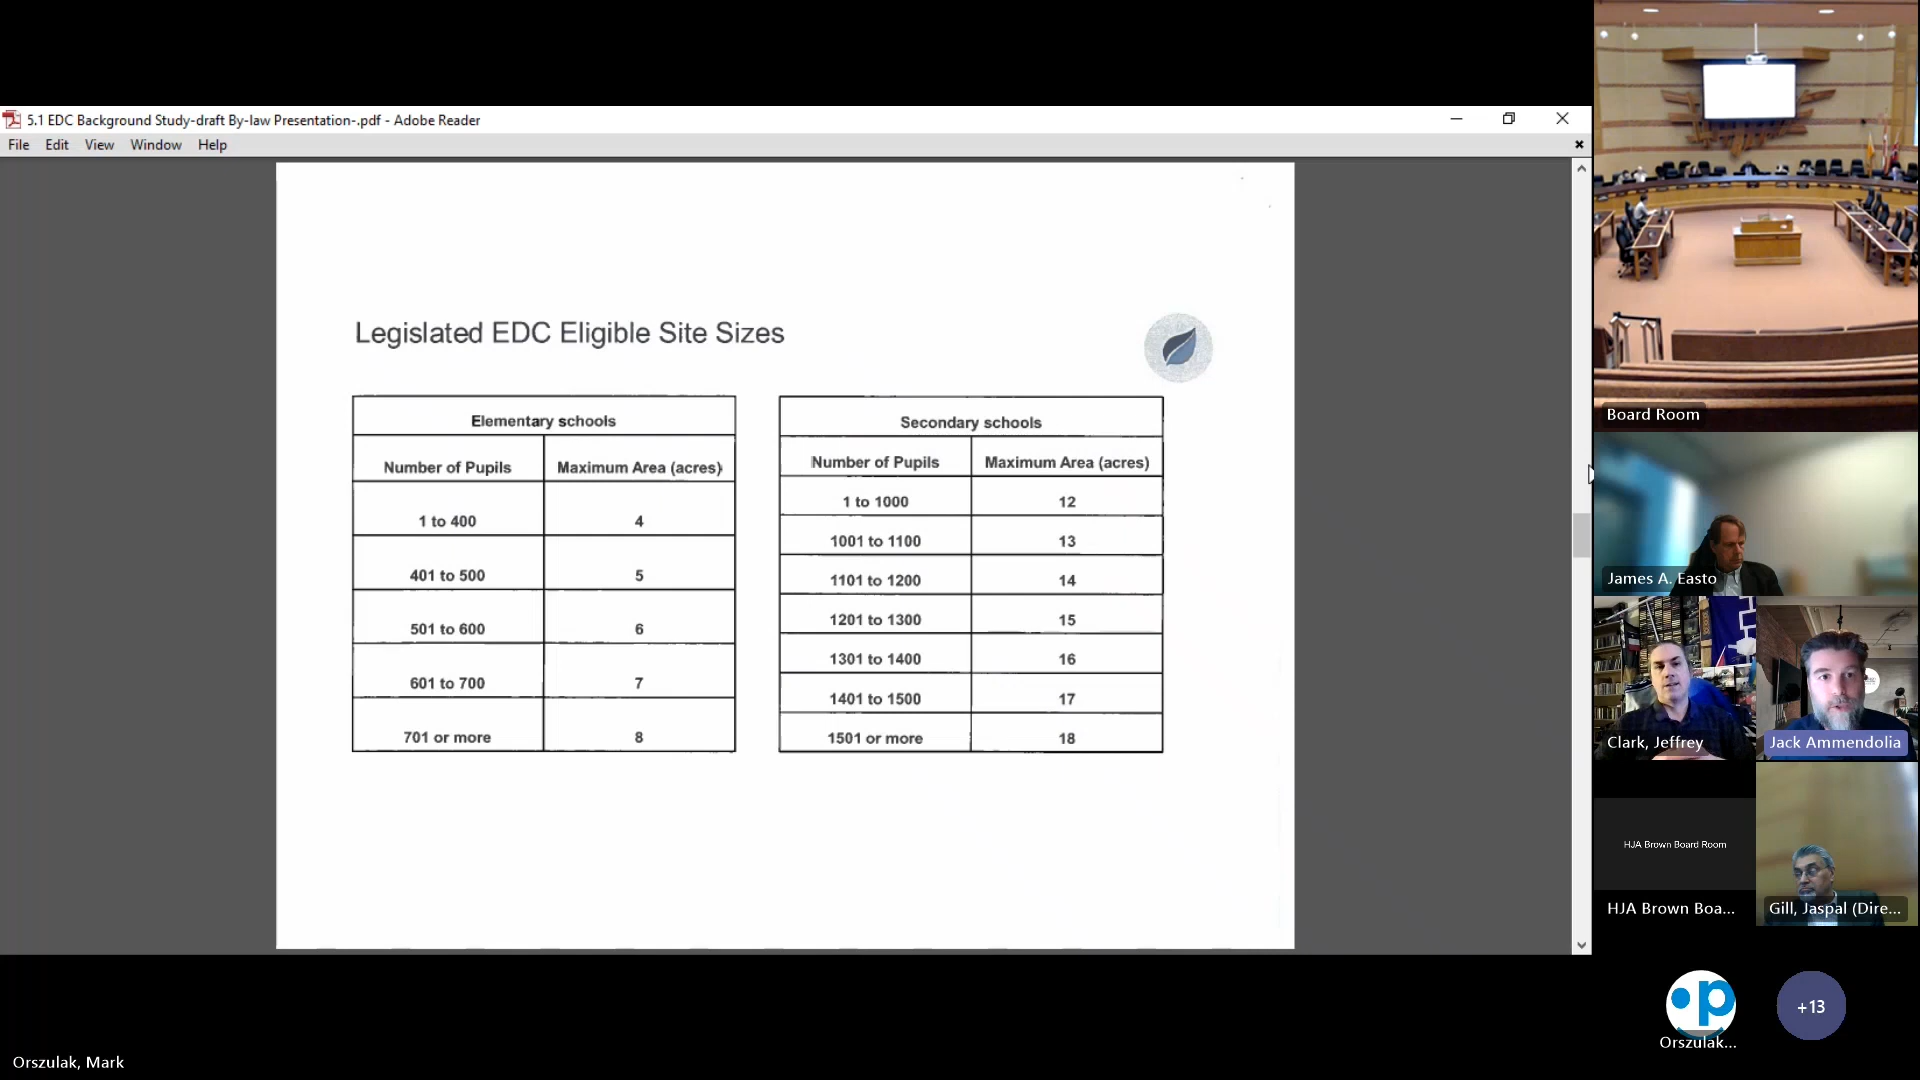 5.1 EDC Background Study-draft By-law Presentation-.pdf - Adobe Reader
File Edit View Window Help
Legislated EDC Eligible Site Sizes
Elementary schools
Number of Pupils Maximum Area (acres)
1 to 400 4
401 to 500 5
501 to 600 6
601 to 700 7
701 or more 8
Secondary schools
Number of Pupils Maximum Area (acres)
1 to 1000 12
1001 to 1100 13
1101 to 1200 14
1201 to 1300 15
1301 to 1400 16
1401 to 1500 17
1501 or more 18
Board Room
James A. Easto
Clark, Jeffrey
Jack Ammendolia
HJA Brown Board Room
HJA Brown Boa...
Gill, Jaspal (Dire...
p
Orszulak...
+13
Orszulak, Mark